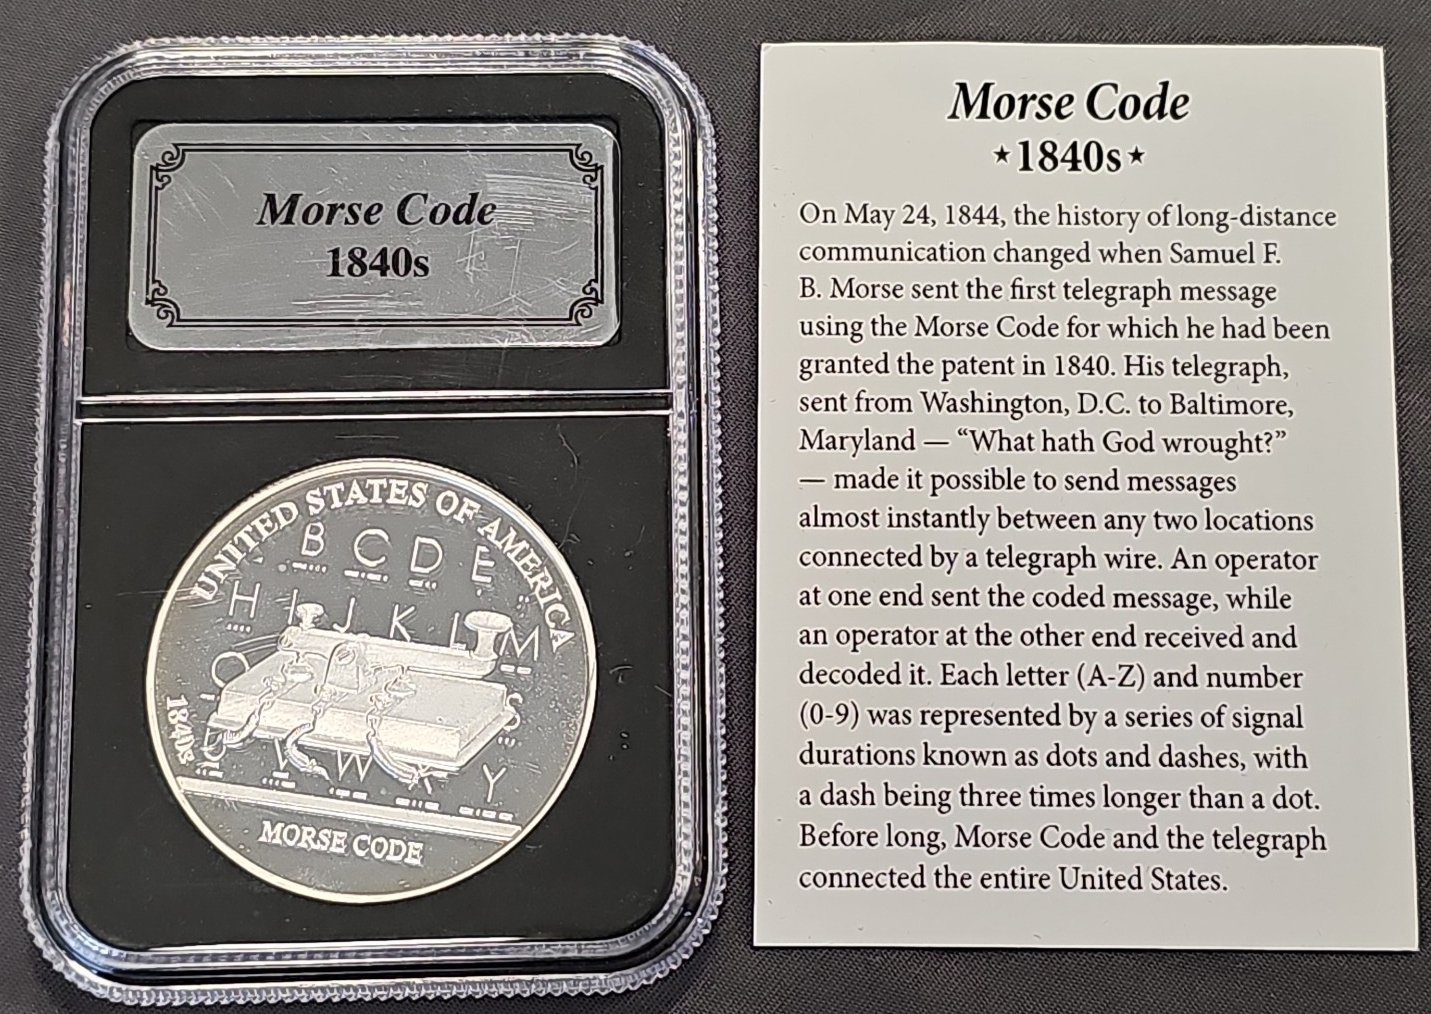 Morse Code
1840s
UNITED STATES OF AMERICA
B C D E
H I J K L M
O S
V W X Y
1840s
MORSE CODE
Morse Code
★1840s★
On May 24, 1844, the history of long-distance
communication changed when Samuel F.
B. Morse sent the first telegraph message
using the Morse Code for which he had been
granted the patent in 1840. His telegraph,
sent from Washington, D.C. to Baltimore,
Maryland — “What hath God wrought?”
— made it possible to send messages
almost instantly between any two locations
connected by a telegraph wire. An operator
at one end sent the coded message, while
an operator at the other end received and
decoded it. Each letter (A-Z) and number
(0-9) was represented by a series of signal
durations known as dots and dashes, with
a dash being three times longer than a dot.
Before long, Morse Code and the telegraph
connected the entire United States.